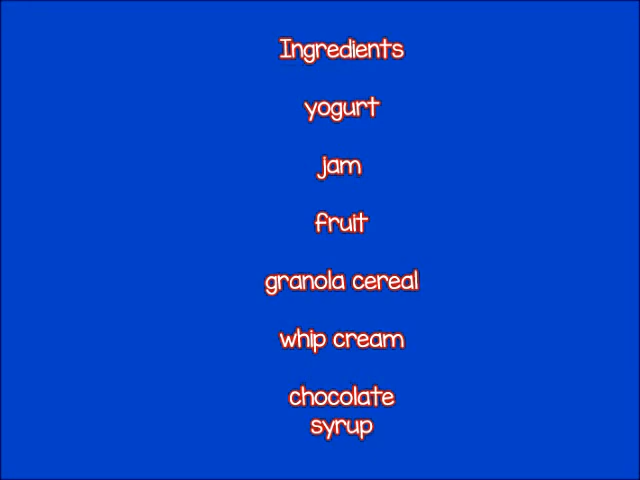 Ingredients
yogurt
jam
fruit
granola cereal
whip cream
chocolate
syrup